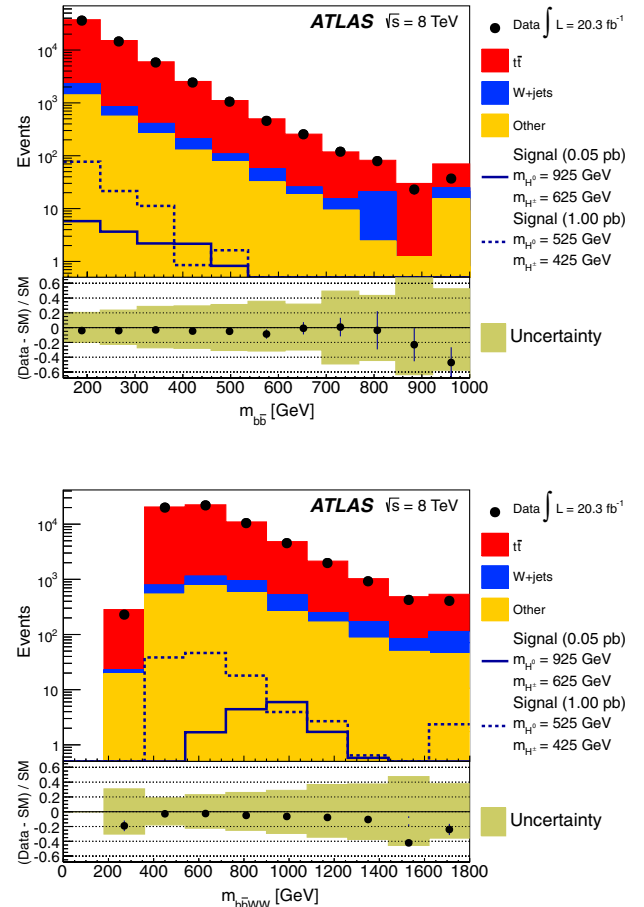 ATLAS √s = 8 TeV
Data ∫ L = 20.3 fb⁻¹
tt̄
W+jets
Other
Signal (0.05 pb)
m_H⁰ = 925 GeV
m_H± = 625 GeV
Signal (1.00 pb)
m_H⁰ = 525 GeV
m_H± = 425 GeV
Events
10⁴
10³
10²
10
1
(Data - SM) / SM
0.6
0.4
0.2
0
-0.2
-0.4
-0.6
Uncertainty
200 300 400 500 600 700 800 900 1000
m_bb̄ [GeV]
ATLAS √s = 8 TeV
Data ∫ L = 20.3 fb⁻¹
tt̄
W+jets
Other
Signal (0.05 pb)
m_H⁰ = 925 GeV
m_H± = 625 GeV
Signal (1.00 pb)
m_H⁰ = 525 GeV
m_H± = 425 GeV
Events
10⁴
10³
10²
10
1
(Data - SM) / SM
0.6
0.4
0.2
0
-0.2
-0.4
-0.6
Uncertainty
0 200 400 600 800 1000 1200 1400 1600 1800
m_bb̄WW [GeV]